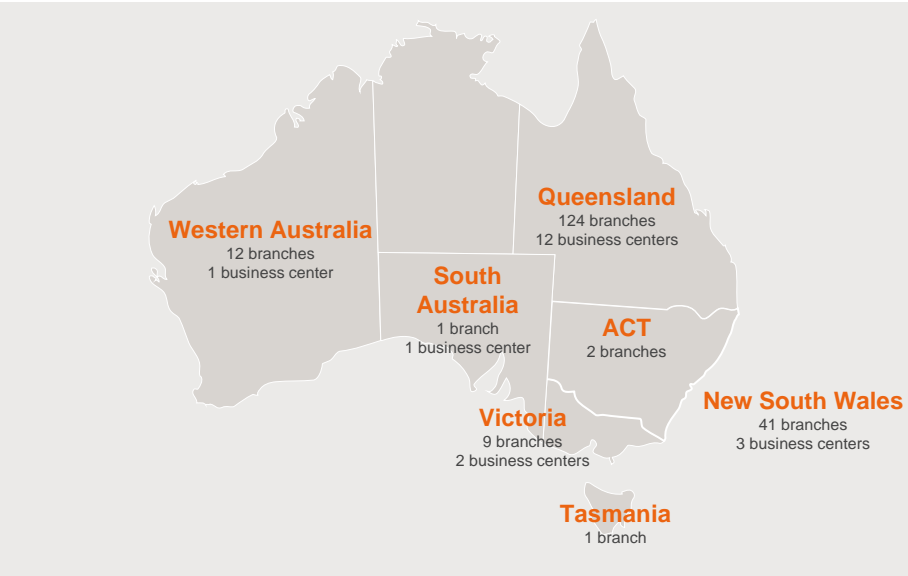 Queensland
124 branches
12 business centers
Western Australia
12 branches
1 business center
South
Australia
1 branch
1 business center
ACT
2 branches
New South Wales
41 branches
3 business centers
Victoria
9 branches
2 business centers
Tasmania
1 branch